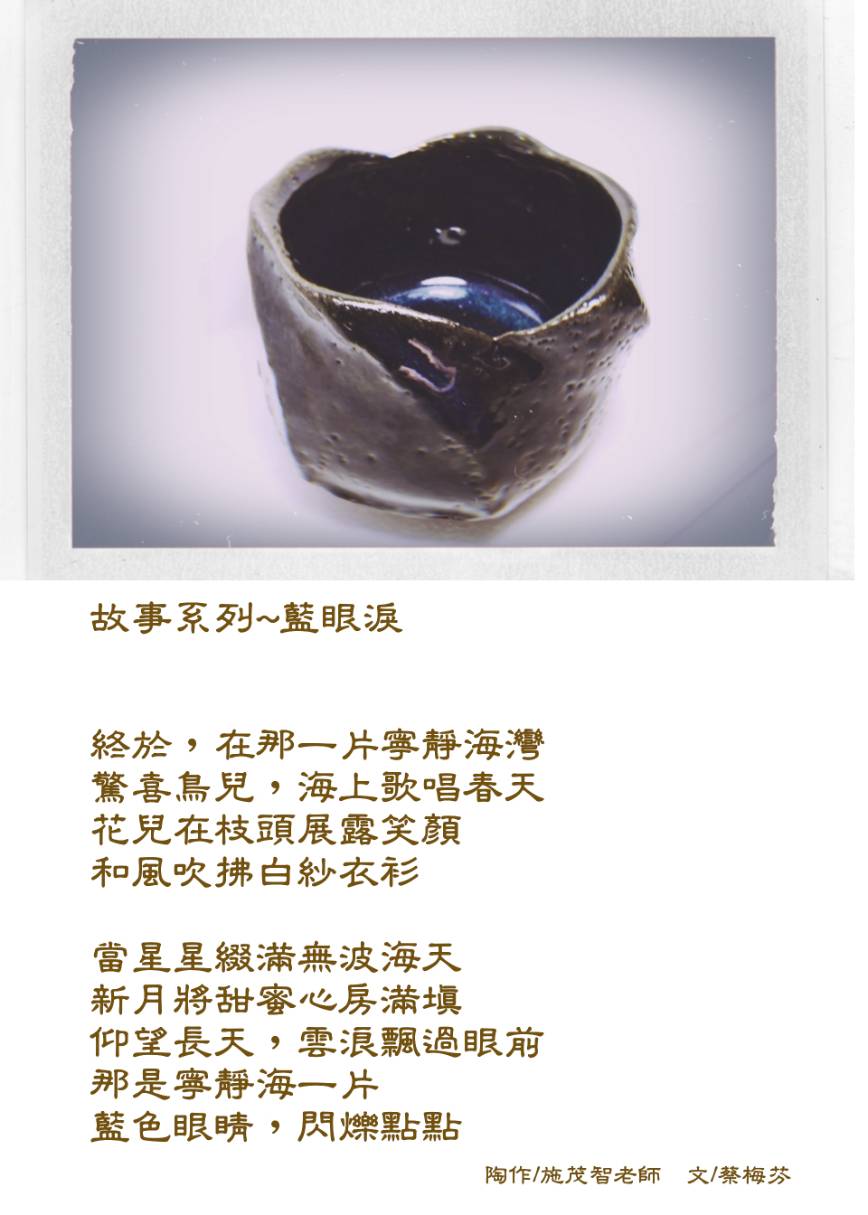 故事系列~藍眼淚
終於，在那一片寧靜海灣
驚喜鳥兒，海上歌唱春天
花兒在枝頭展露笑顏
和風吹拂白紗衣衫
當星星綴滿無波海天
新月將甜蜜心房滿填
仰望長天，雲浪飄過眼前
那是寧靜海一片
藍色眼睛，閃爍點點
陶作/施茂智老師　文/蔡梅芬